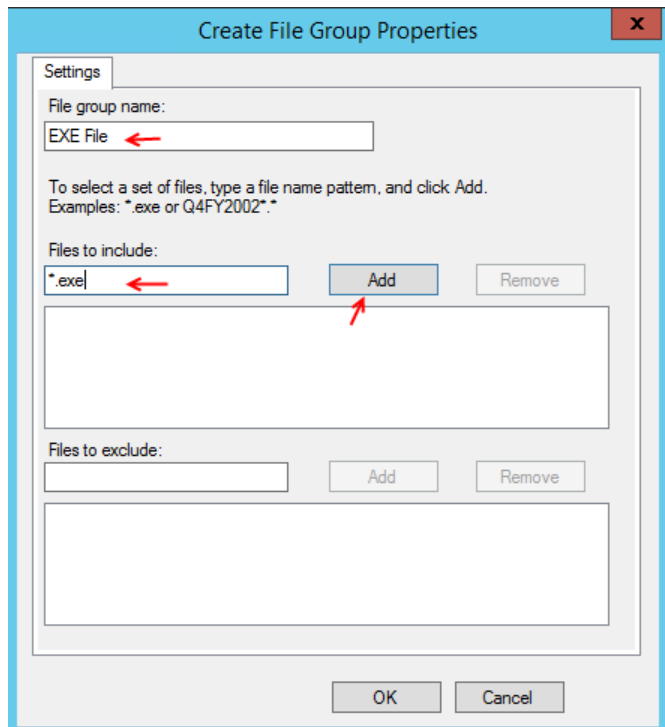 Create File Group Properties
x
Settings
File group name:
EXE File
To select a set of files, type a file name pattern, and click Add.
Examples: *.exe or Q4FY2002*.*
Files to include:
*.exe
Add
Remove
Files to exclude:
Add
Remove
OK
Cancel